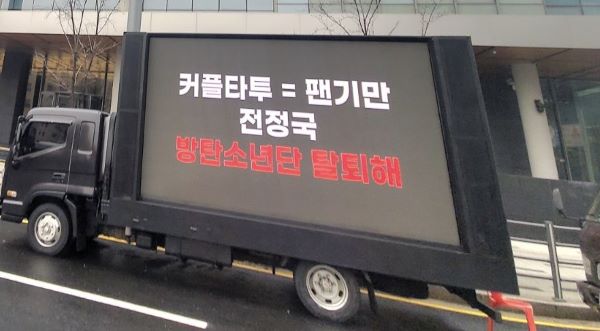 커플타투 = 팬기만
전정국
방탄소년단 탈퇴해